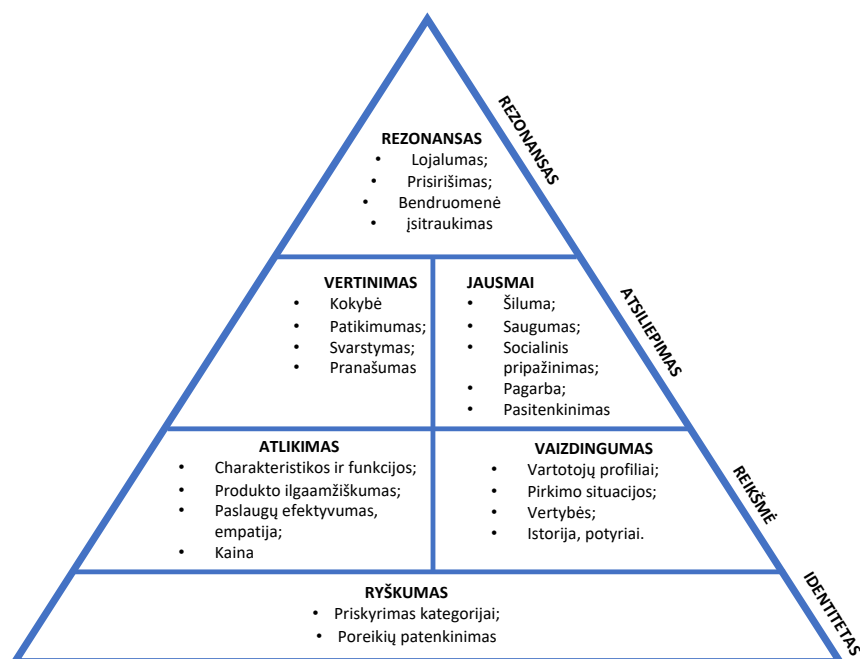 REZONANSAS
• Lojalumas;
• Prisirišimas;
• Bendruomenė
• įsitraukimas
REZONANSAS
VERTINIMAS
• Kokybė
• Patikimumas;
• Svarstymas;
• Pranašumas
JAUSMAI
• Šiluma;
• Saugumas;
• Socialinis
pripažinimas;
• Pagarba;
• Pasitenkinimas
ATSILIEPIMAS
ATLIKIMAS
• Charakteristikos ir funkcijos;
• Produkto ilgaamžiškumas;
• Paslaugų efektyvumas,
empatija;
• Kaina
VAIZDINGUMAS
• Vartotojų profiliai;
• Pirkimo situacijos;
• Vertybės;
• Istorija, potyriai.
REIKŠMĖ
RYŠKUMAS
• Priskyrimas kategorijai;
• Poreikių patenkinimas
IDENTITETAS